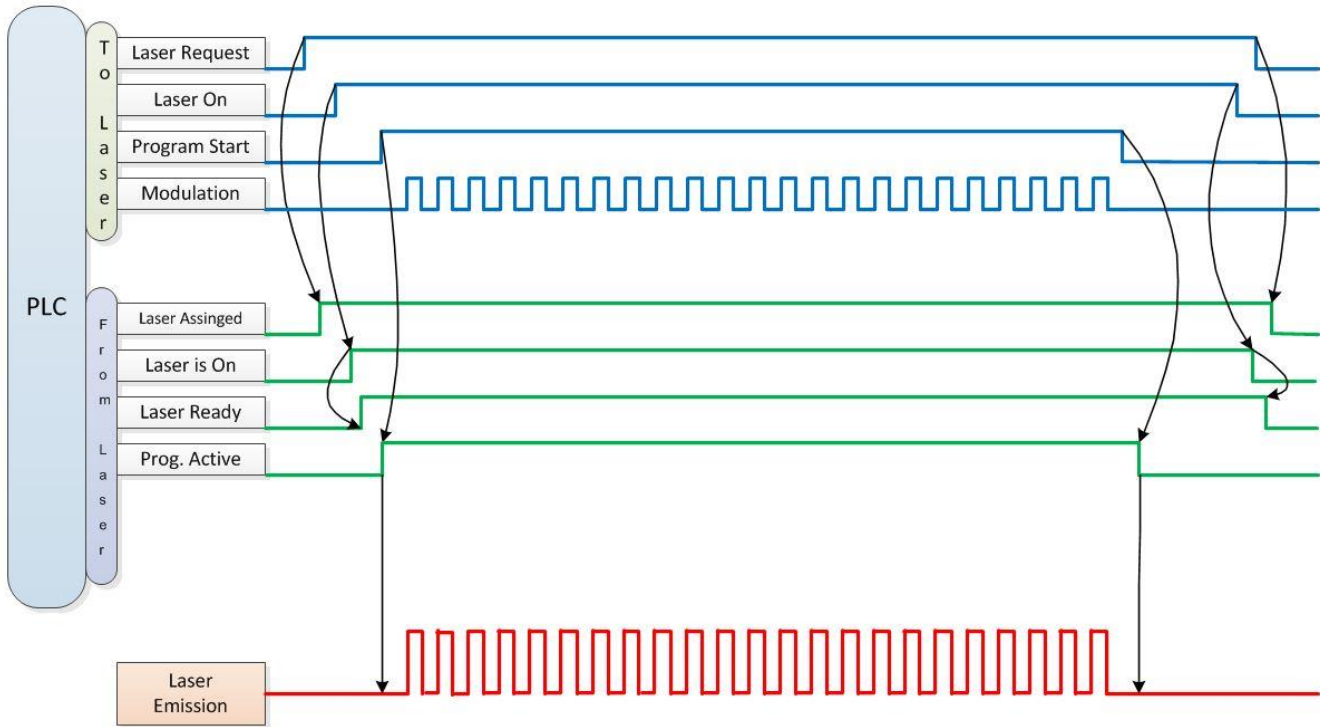 PLC
To Laser
Laser Request
Laser On
Program Start
Modulation
From Laser
Laser Assinged
Laser is On
Laser Ready
Prog. Active
Laser
Emission